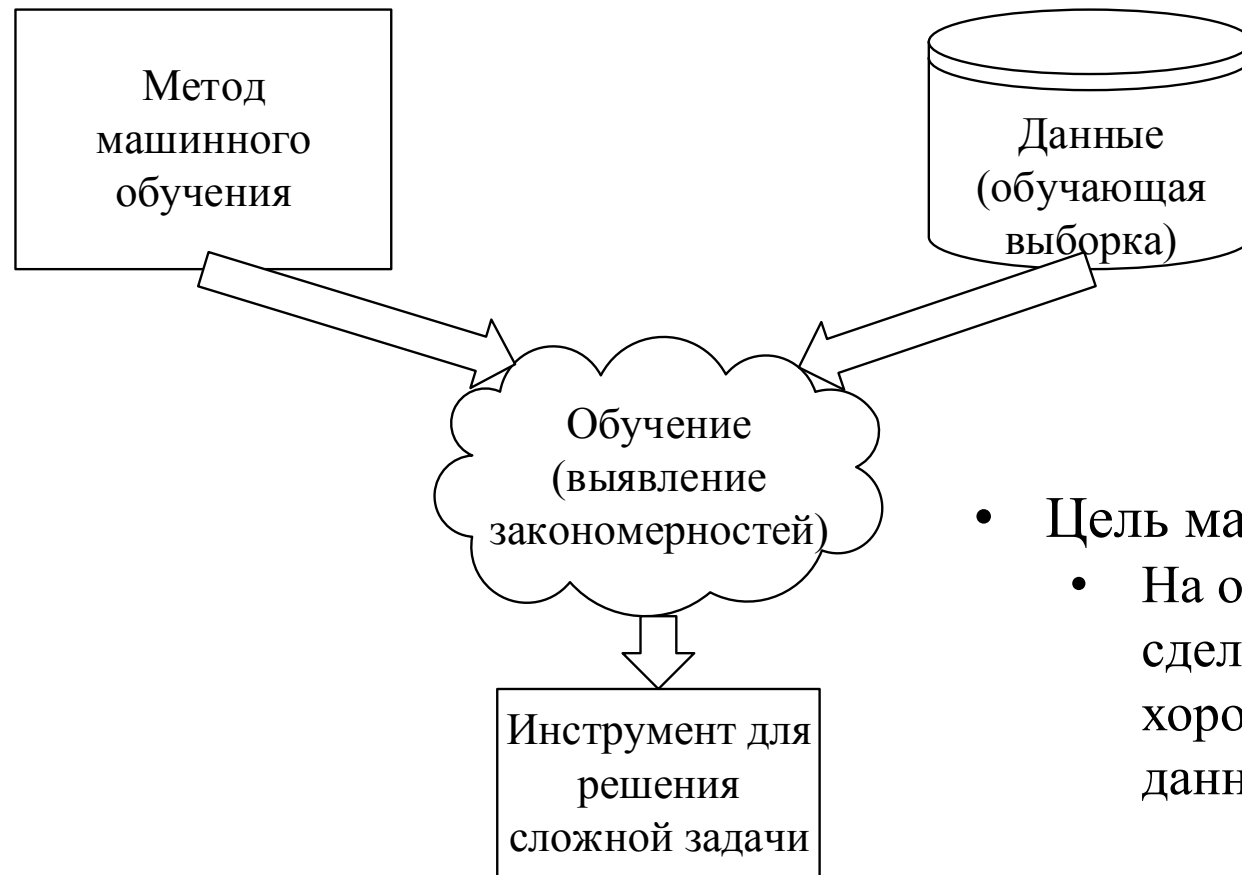 Метод
машинного
обучения
Данные
(обучающая
выборка)
Обучение
(выявление
закономерностей)
Инструмент для
решения
сложной задачи
• Цель ма
• На о
сдел
хоро
данн